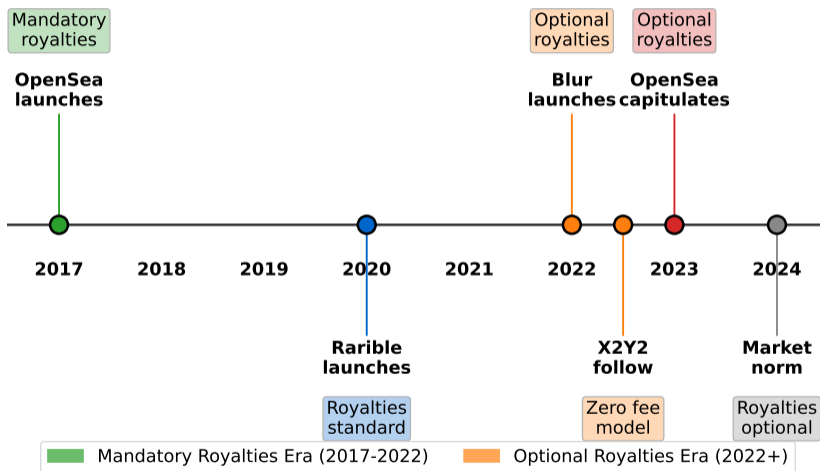 Mandatory
royalties
Optional
royalties
Optional
royalties
OpenSea
launches
Blur
launches
OpenSea
capitulates
2017 2018 2019 2020 2021 2022 2023 2024
Rarible
launches
X2Y2
follow
Market
norm
Royalties
standard
Zero fee
model
Royalties
optional
Mandatory Royalties Era (2017-2022)
Optional Royalties Era (2022+)